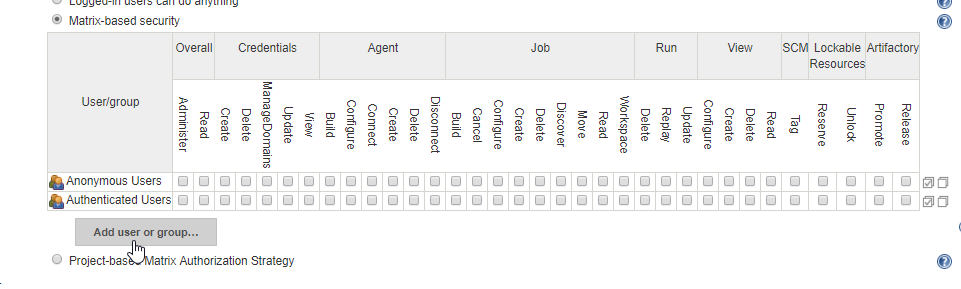 Logged-in users can do anything
Matrix-based security
User/group
Overall
Credentials
Agent
Job
Run
View
SCM
Lockable
Resources
Artifactory
Administer
Read
Create
Delete
ManageDomains
Update
View
Build
Configure
Connect
Create
Delete
Disconnect
Build
Cancel
Configure
Create
Delete
Discover
Move
Read
Workspace
Delete
Replay
Update
Configure
Create
Delete
Read
Tag
Reserve
Unlock
Promote
Release
Anonymous Users
Authenticated Users
Add user or group...
Project-based Matrix Authorization Strategy